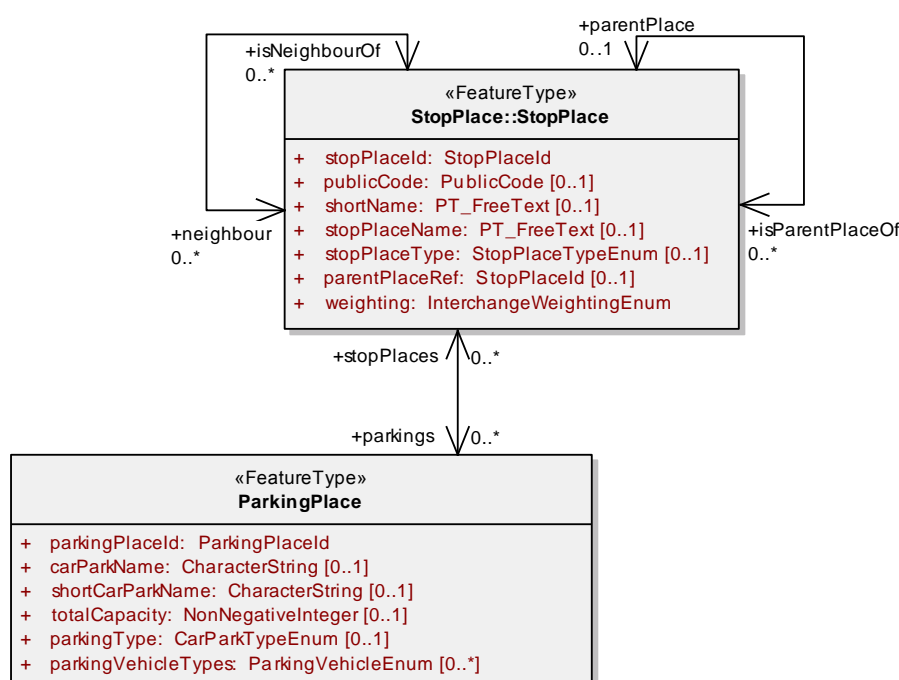 +parentPlace
+isNeighbourOf
0..1
0..*
«FeatureType»
StopPlace::StopPlace
+ stopPlaceId: StopPlaceId
+ publicCode: PublicCode [0..1]
+ shortName: PT_FreeText [0..1]
+neighbour
+ stopPlaceName: PT_FreeText [0..1]
+isParentPlaceOf
0..*
+ stopPlaceType: StopPlaceTypeEnum [0..1]
0..*
+ parentPlaceRef: StopPlaceId [0..1]
+ weighting: InterchangeWeightingEnum
+stopPlaces
0..*
+parkings
0..*
«FeatureType»
ParkingPlace
+ parkingPlaceId: ParkingPlaceId
+ carParkName: CharacterString [0..1]
+ shortCarParkName: CharacterString [0..1]
+ totalCapacity: NonNegativeInteger [0..1]
+ parkingType: CarParkTypeEnum [0..1]
+ parkingVehicleTypes: ParkingVehicleEnum [0..*]